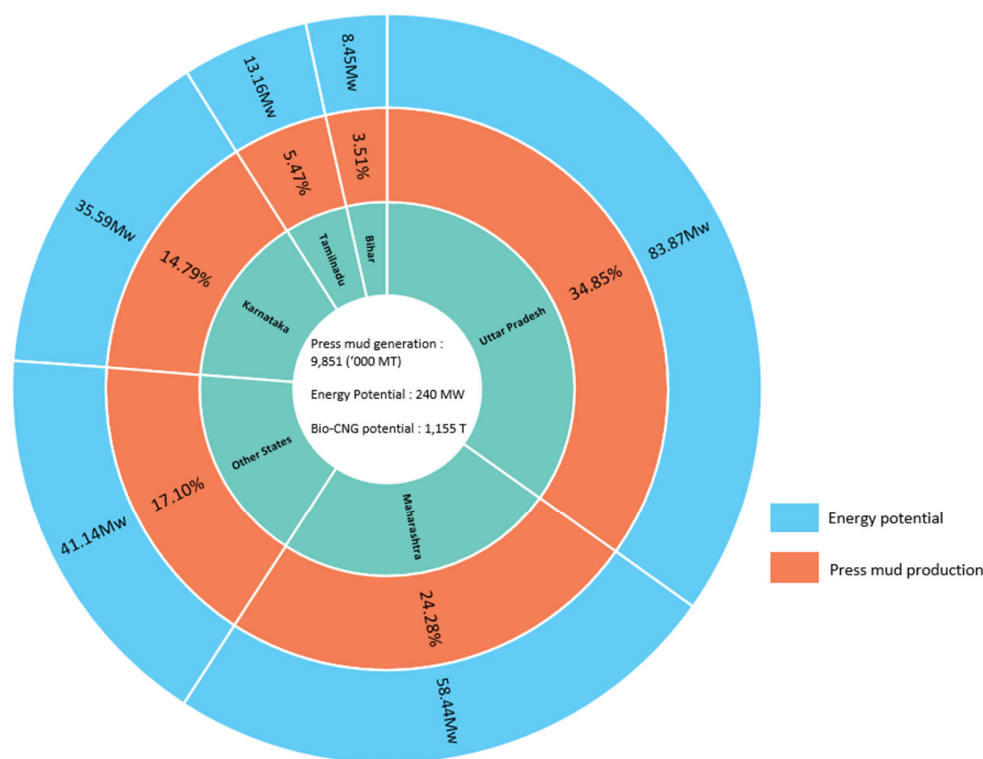 8.45Mw
13.16Mw
35.59Mw
41.14Mw
58.44Mw
83.87Mw
3.51%
5.47%
14.79%
17.10%
24.28%
34.85%
Bihar
Tamilnadu
Karnataka
Other States
Maharashtra
Uttar Pradesh
Press mud generation :
9,851 (‘000 MT)
Energy Potential : 240 MW
Bio-CNG potential : 1,155 T
Energy potential
Press mud production